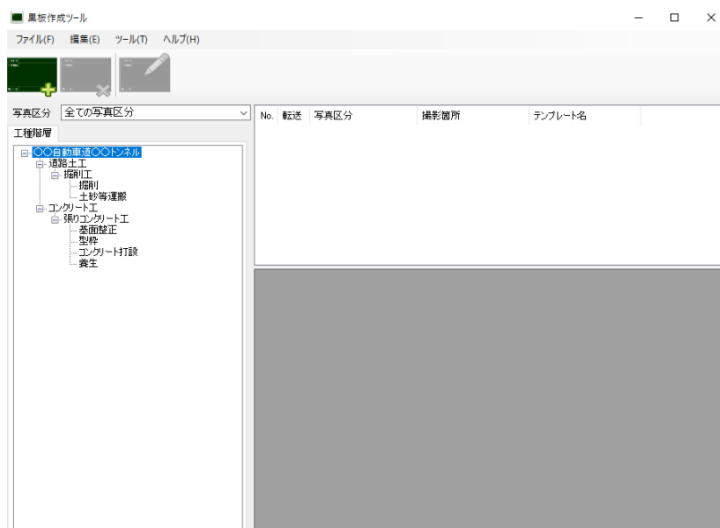 黒板作成ツール
ファイル(F) 編集(E) ツール(T) ヘルプ(H)
写真区分 全ての写真区分
工種階層
〇〇自動車道〇〇トンネル
道路土工
掘削工
掘削
土砂等運搬
コンクリート工
張りコンクリート工
基面整正
型枠
コンクリート打設
養生
No. 転送 写真区分 撮影箇所 テンプレート名